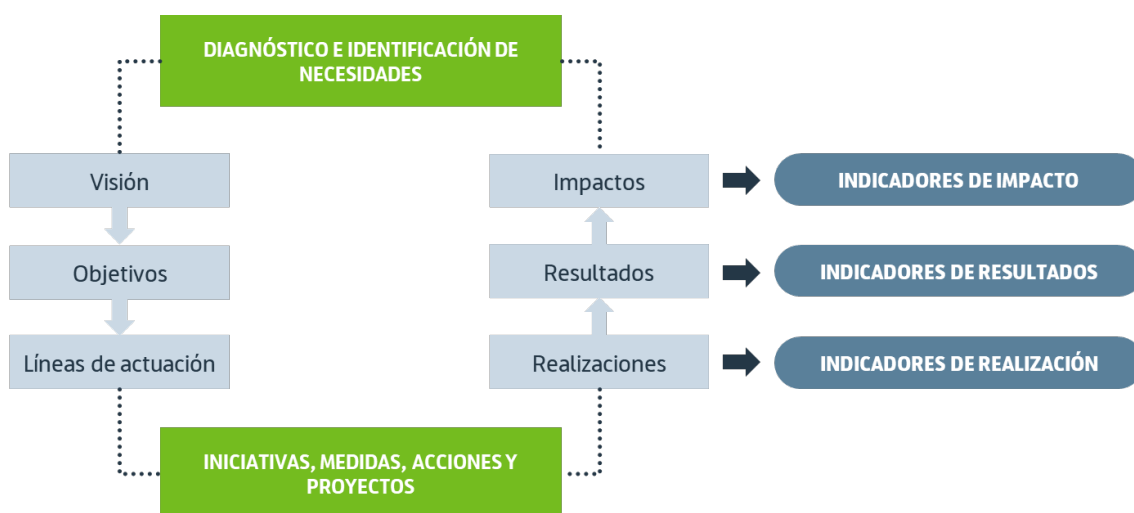 DIAGNÓSTICO E IDENTIFICACIÓN DE
NECESIDADES
Visión
Impactos
INDICADORES DE IMPACTO
Objetivos
Resultados
INDICADORES DE RESULTADOS
Líneas de actuación
Realizaciones
INDICADORES DE REALIZACIÓN
INICIATIVAS, MEDIDAS, ACCIONES Y
PROYECTOS